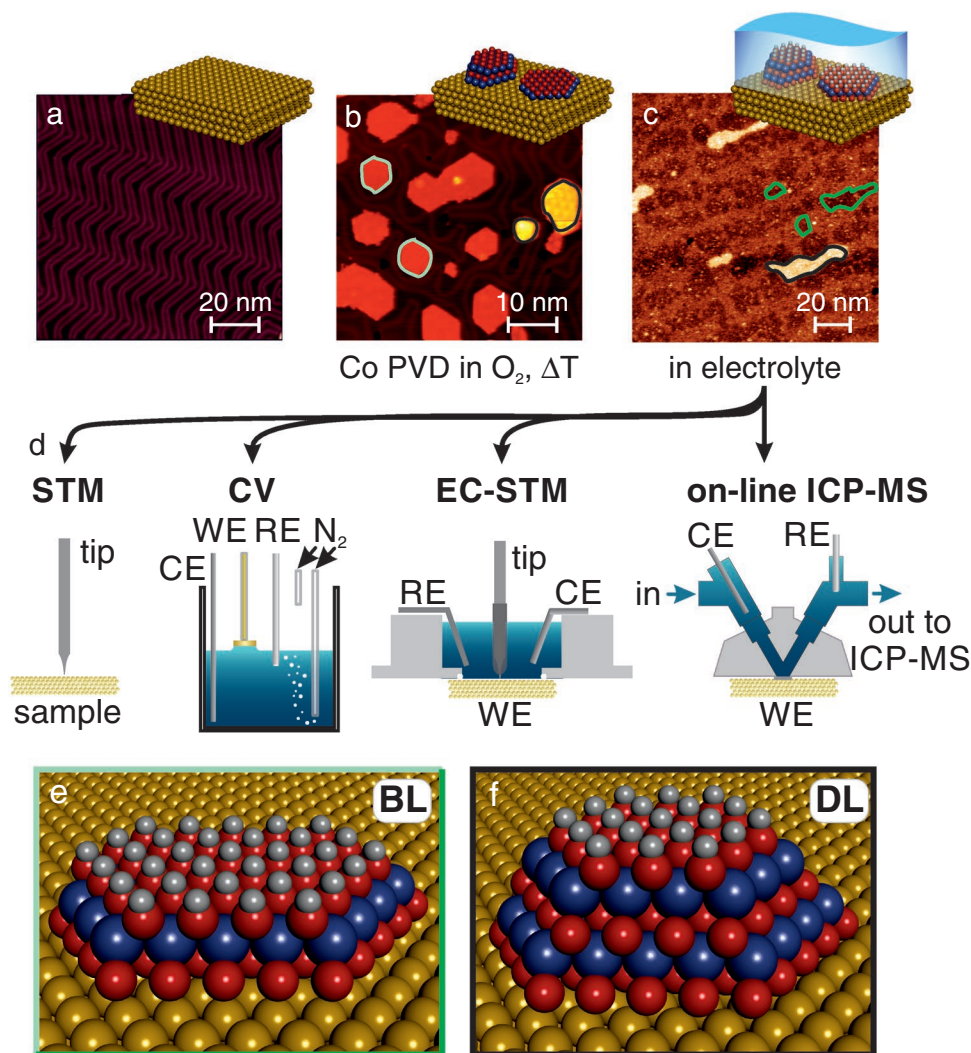 a
b
c
20 nm
10 nm
20 nm
Co PVD in O₂, ΔT
in electrolyte
d
STM
CV
EC-STM
on-line ICP-MS
tip
sample
CE
WE
RE
N₂
tip
RE
CE
WE
CE
RE
in
out to
ICP-MS
WE
e
BL
f
DL